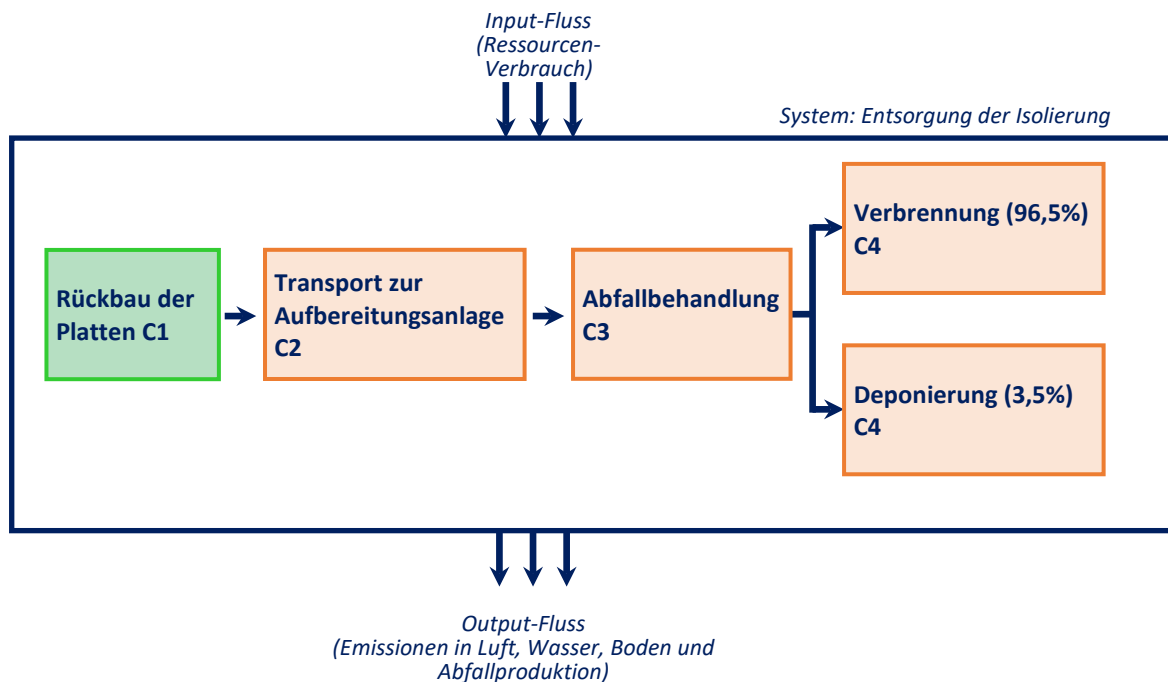 Input-Fluss
(Ressourcen-
Verbrauch)
System: Entsorgung der Isolierung
Rückbau der
Platten C1
Transport zur
Aufbereitungsanlage
C2
Abfallbehandlung
C3
Verbrennung (96,5%)
C4
Deponierung (3,5%)
C4
Output-Fluss
(Emissionen in Luft, Wasser, Boden und
Abfallproduktion)